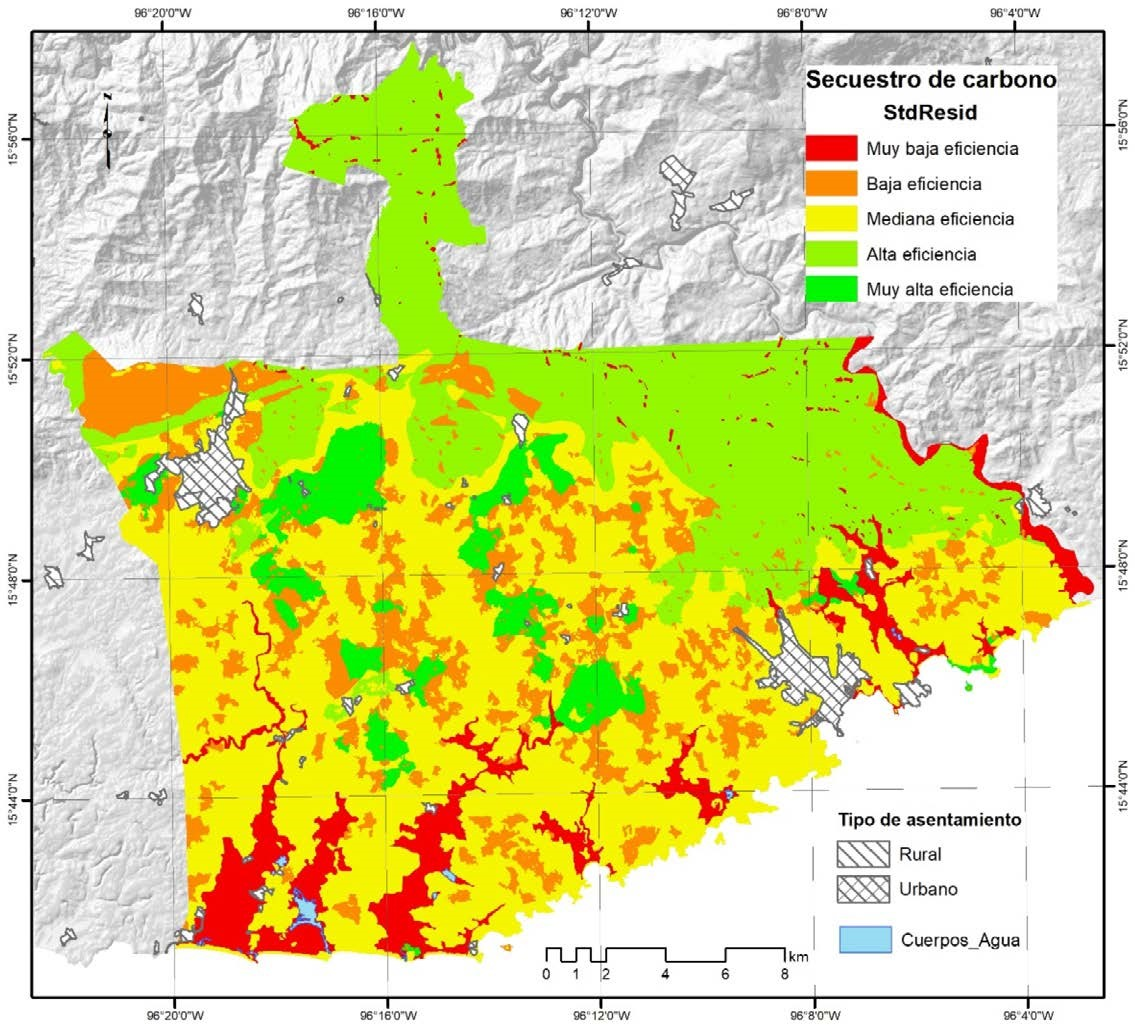 96°20'0"W 96°16'0"W 96°12'0"W 96°8'0"W 96°4'0"W
Secuestro de carbono
StdResid
Muy baja eficiencia
Baja eficiencia
Mediana eficiencia
Alta eficiencia
Muy alta eficiencia
15°56'0"N 15°56'0"N
15°52'0"N 15°52'0"N
15°48'0"N 15°48'0"N
15°44'0"N 15°44'0"N
Tipo de asentamiento
Rural
Urbano
Cuerpos_Agua
km
0 1 2 4 6 8
96°20'0"W 96°16'0"W 96°12'0"W 96°8'0"W 96°4'0"W